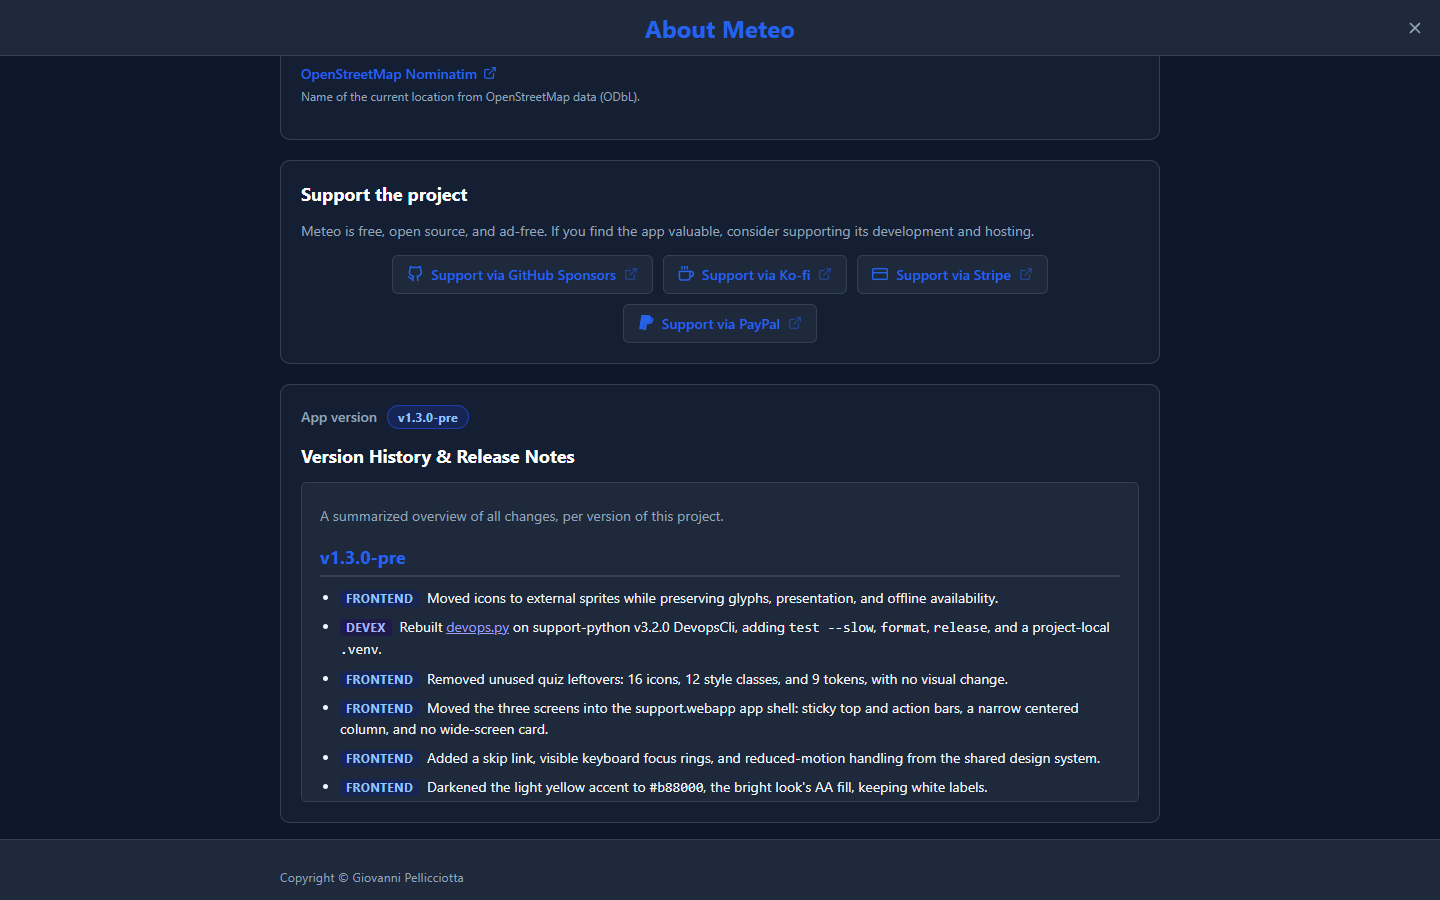 About Meteo
OpenStreetMap Nominatim
Name of the current location from OpenStreetMap data (ODbL).
Support the project
Meteo is free, open source, and ad-free. If you find the app valuable, consider supporting its development and hosting.
Support via GitHub Sponsors
Support via Ko-fi
Support via Stripe
Support via PayPal
App version v1.3.0-pre
Version History & Release Notes
A summarized overview of all changes, per version of this project.
v1.3.0-pre
• FRONTEND Moved icons to external sprites while preserving glyphs, presentation, and offline availability.
• DEVEX Rebuilt devops.py on support-python v3.2.0 DevopsCli, adding test --slow, format, release, and a project-local
.venv.
• FRONTEND Removed unused quiz leftovers: 16 icons, 12 style classes, and 9 tokens, with no visual change.
• FRONTEND Moved the three screens into the support.webapp app shell: sticky top and action bars, a narrow centered
column, and no wide-screen card.
• FRONTEND Added a skip link, visible keyboard focus rings, and reduced-motion handling from the shared design system.
• FRONTEND Darkened the light yellow accent to #b88000, the bright look's AA fill, keeping white labels.
Copyright © Giovanni Pellicciotta